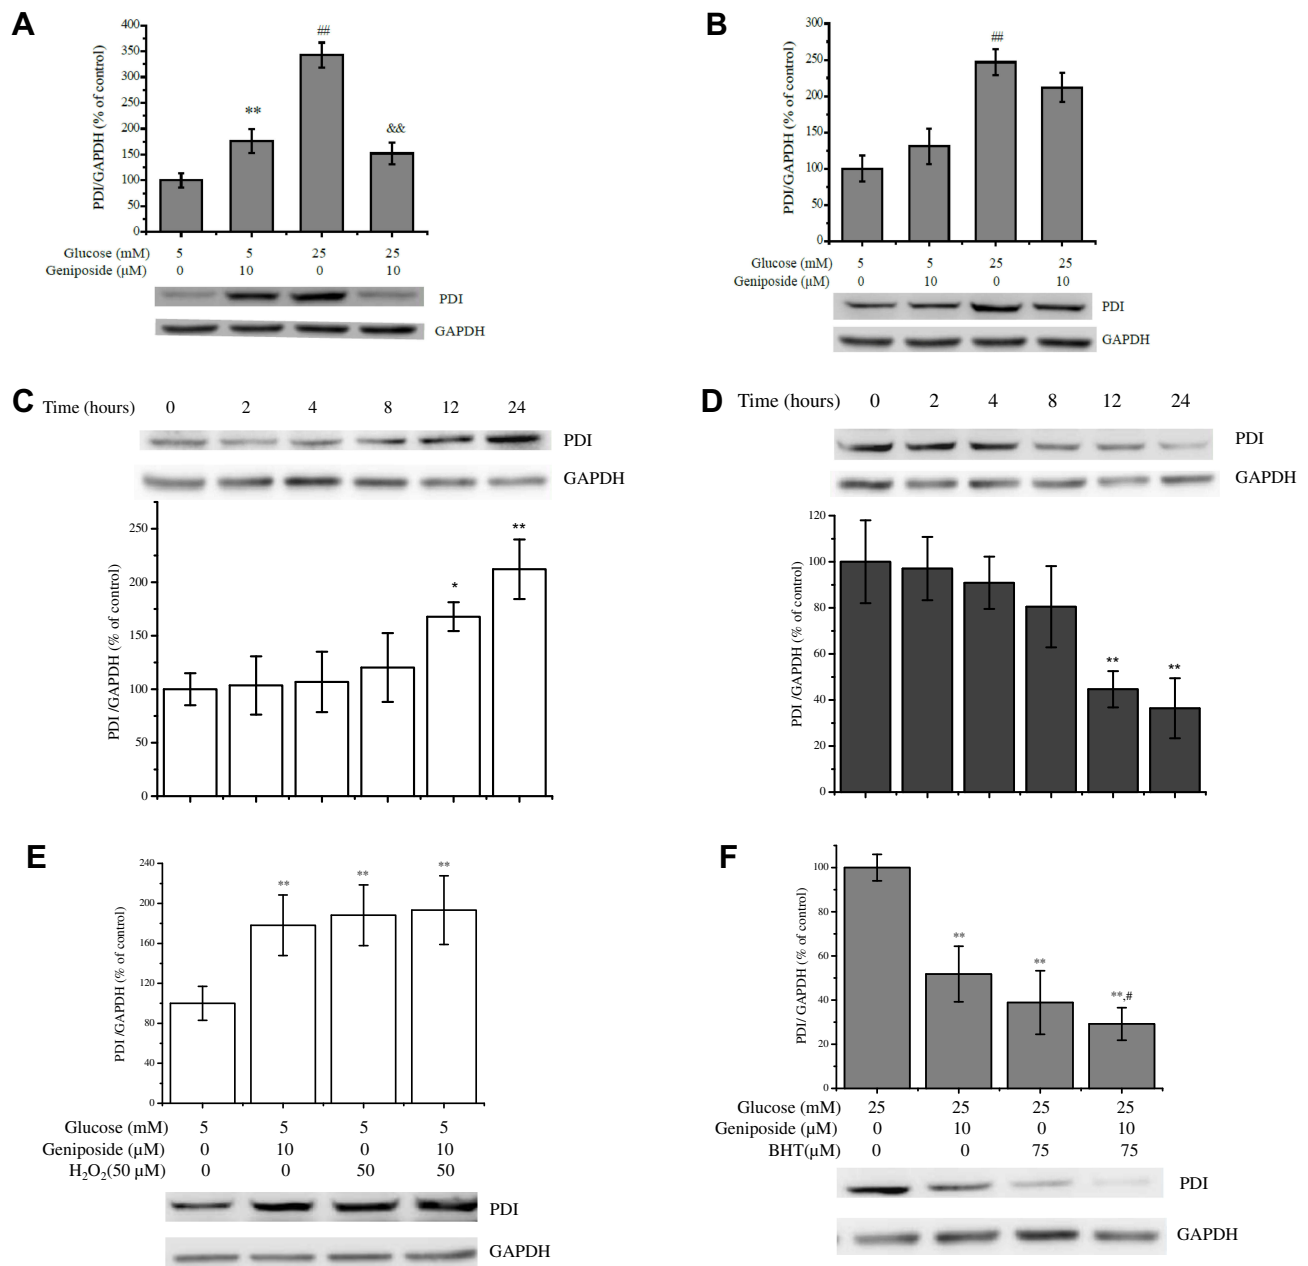 A
PDI/GAPDH (% of control)
400
350
300
250
200
150
100
50
0
**
##
&&
Glucose (mM) 5 5 25 25
Geniposide (μM) 0 10 0 10
PDI
GAPDH
B
PDI/GAPDH (% of control)
300
250
200
150
100
50
0
##
Glucose (mM) 5 5 25 25
Geniposide (μM) 0 10 0 10
PDI
GAPDH
C
Time (hours) 0 2 4 8 12 24
PDI
GAPDH
PDI /GAPDH (% of control)
250
200
150
100
50
0
*
**
D
Time (hours) 0 2 4 8 12 24
PDI
GAPDH
PDI /GAPDH (% of control)
120
100
80
60
40
20
0
**
**
E
PDI /GAPDH (% of control)
240
200
160
120
80
40
0
**
**
**
Glucose (mM) 5 5 5 5
Geniposide (μM) 0 10 0 10
H₂O₂(50 μM) 0 0 50 50
PDI
GAPDH
F
PDI/ GAPDH (% of control)
100
80
60
40
20
0
**
**
**,#
Glucose (mM) 25 25 25 25
Geniposide (μM) 0 10 0 10
BHT(μM) 0 0 75 75
PDI
GAPDH